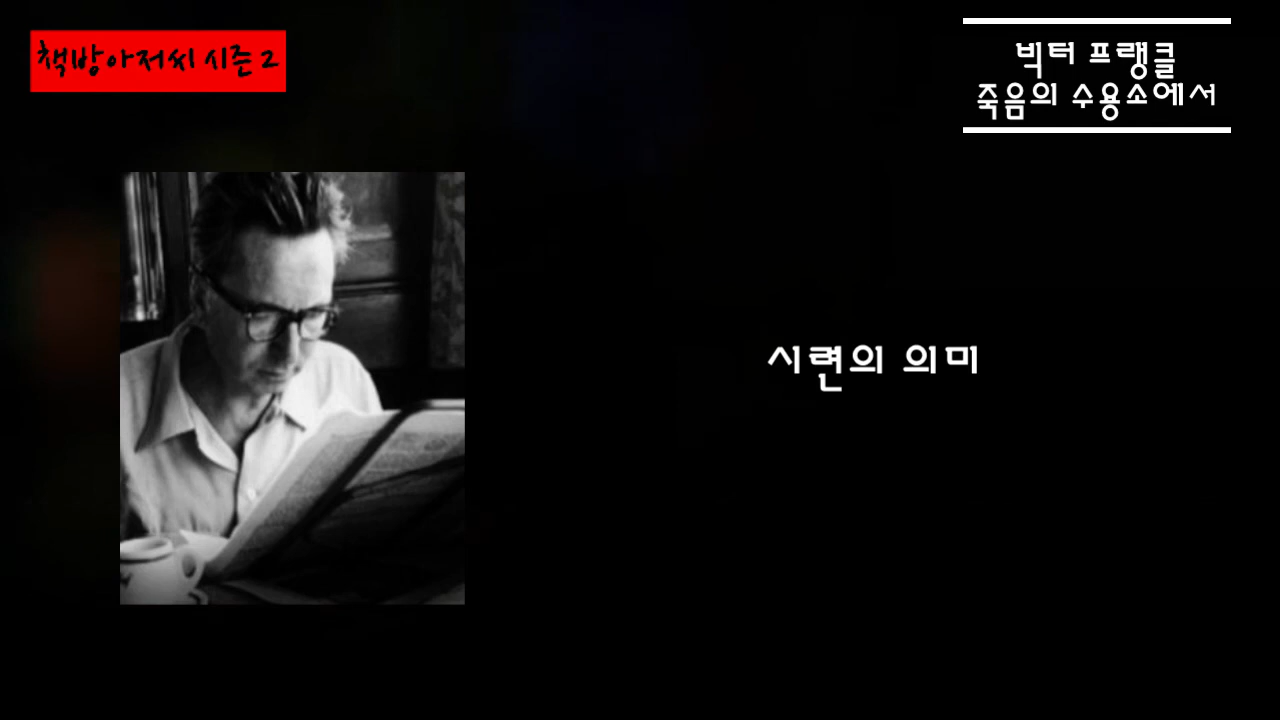 책방아저씨 시즌 2
빅터 프랭클
죽음의 수용소에서
시련의 의미